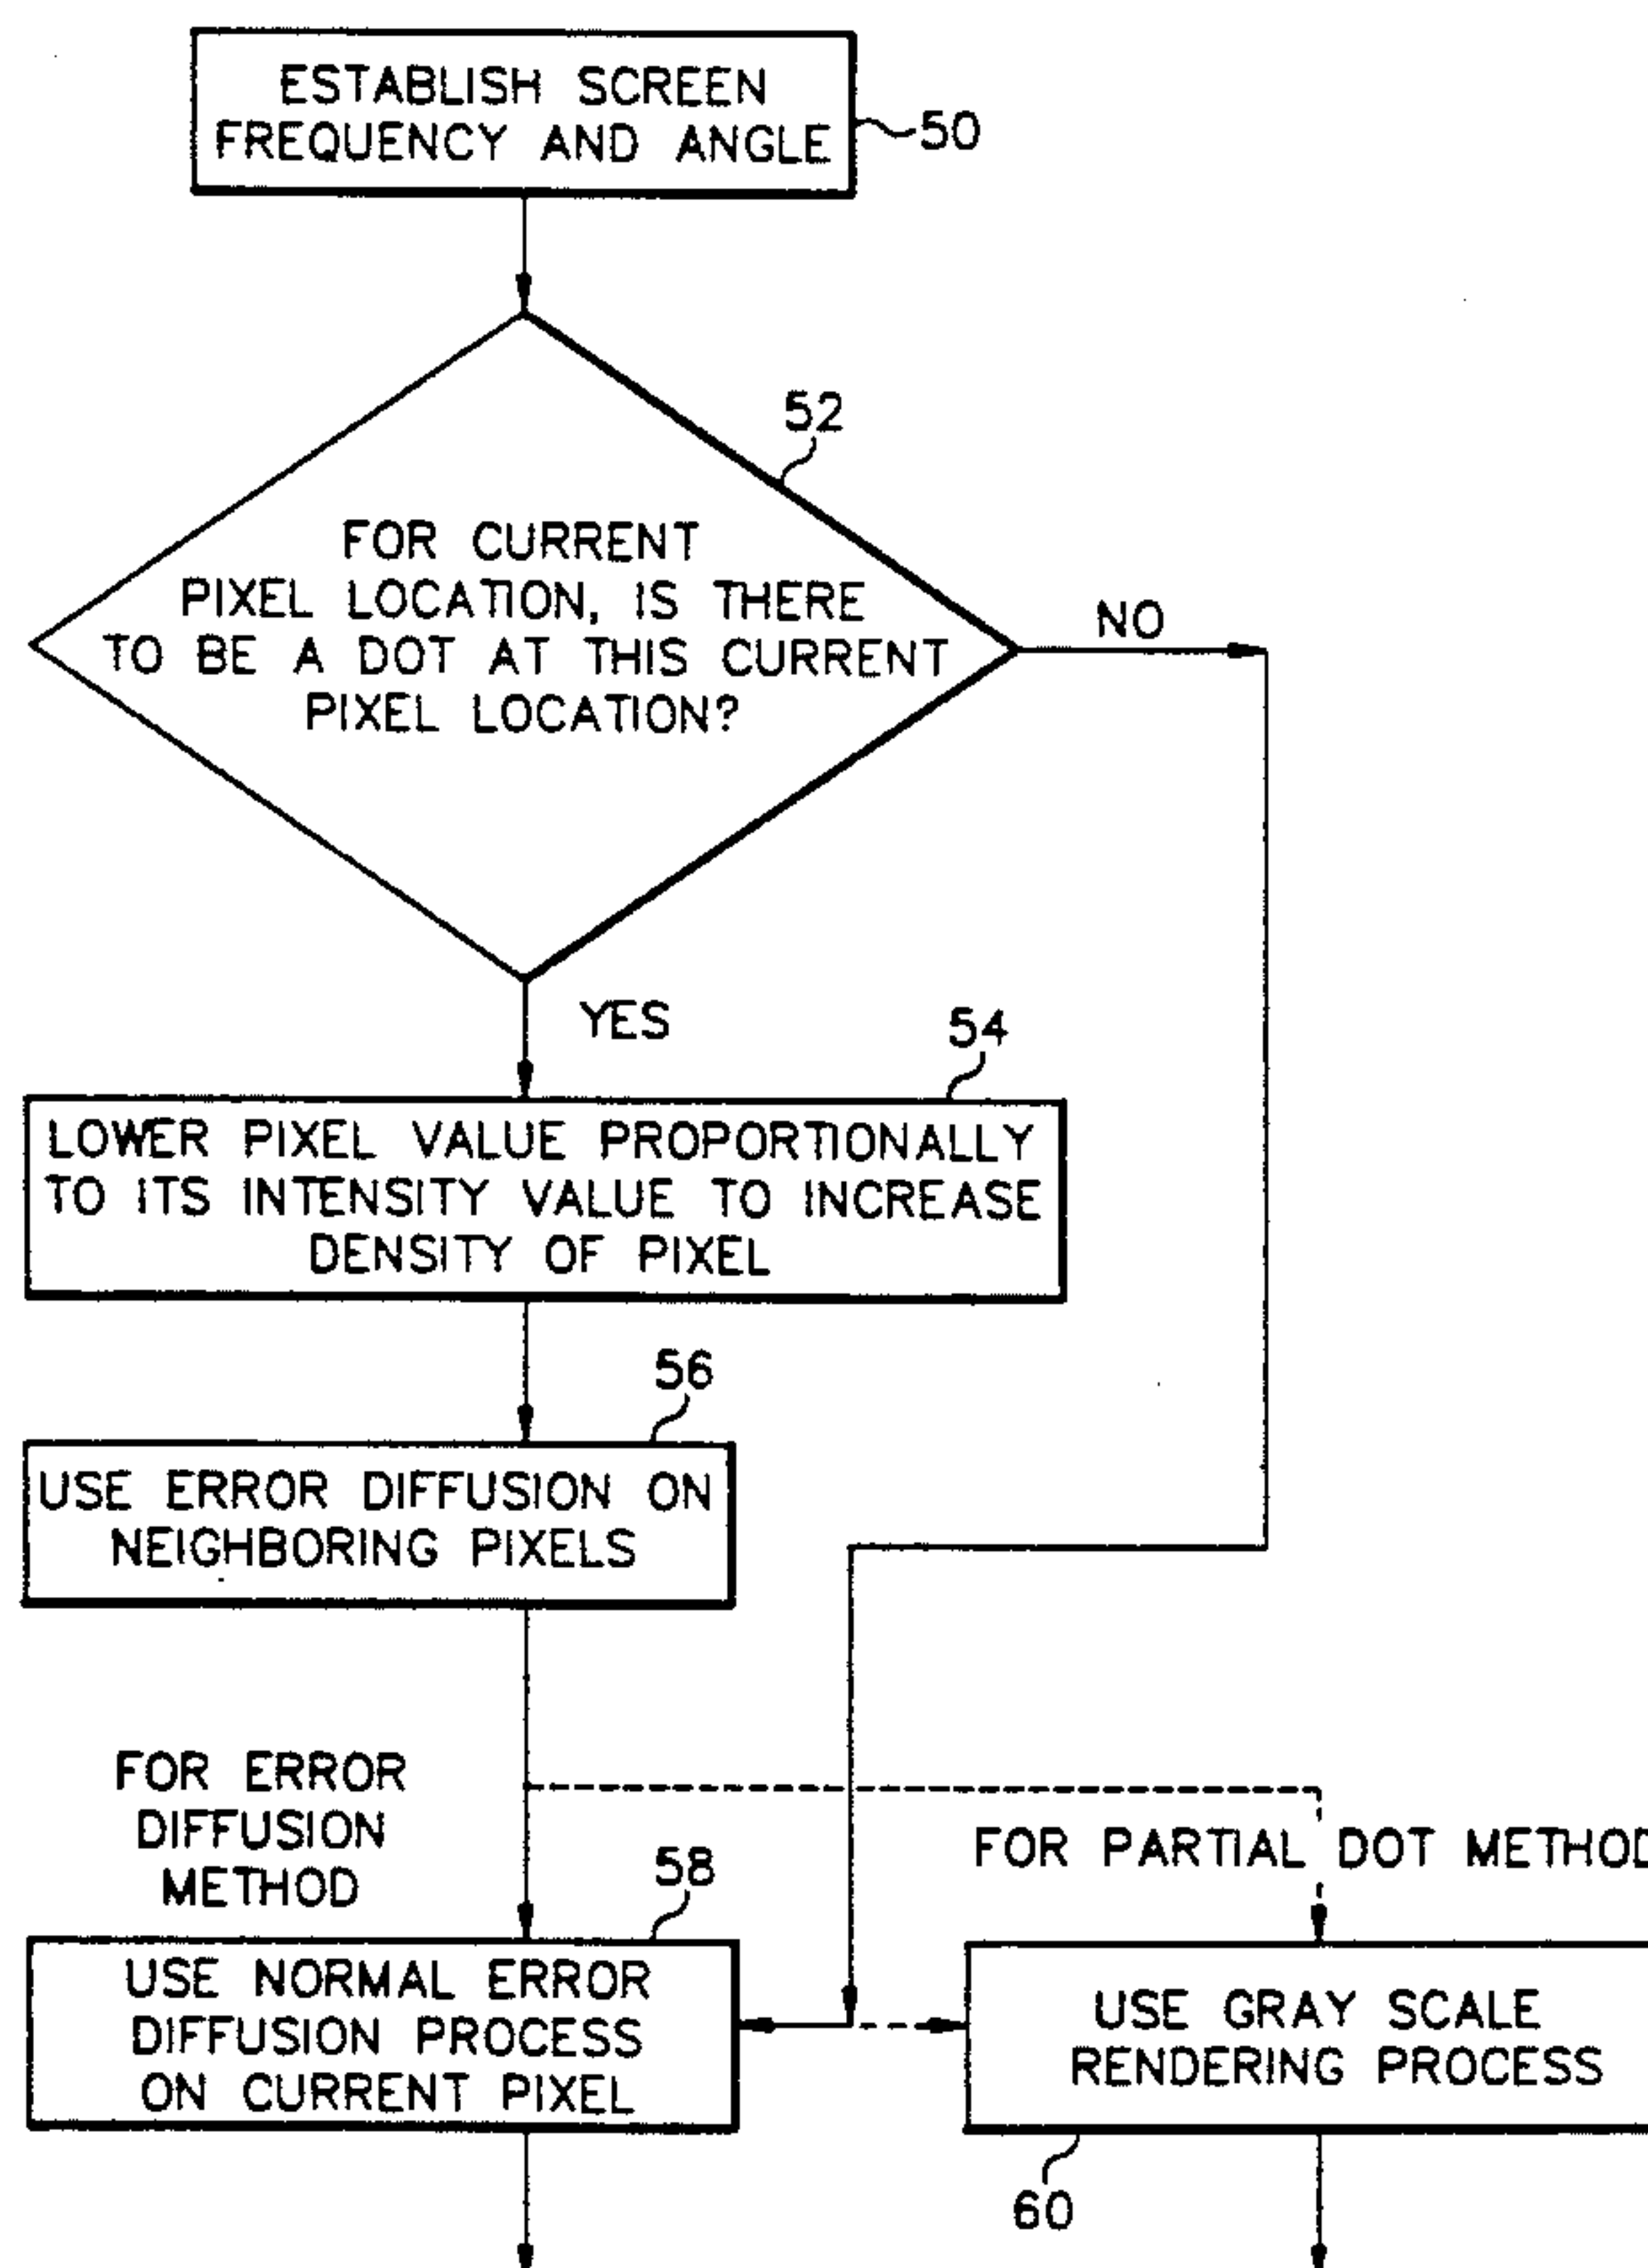 ESTABLISH SCREEN
FREQUENCY AND ANGLE
50
52
FOR CURRENT
PIXEL LOCATION, IS THERE
TO BE A DOT AT THIS CURRENT
PIXEL LOCATION?
NO
YES
54
LOWER PIXEL VALUE PROPORTIONALLY
TO ITS INTENSITY VALUE TO INCREASE
DENSITY OF PIXEL
56
USE ERROR DIFFUSION ON
NEIGHBORING PIXELS
FOR ERROR
DIFFUSION
METHOD
FOR PARTIAL DOT METHOD
58
USE NORMAL ERROR
DIFFUSION PROCESS
ON CURRENT PIXEL
USE GRAY SCALE
RENDERING PROCESS
60